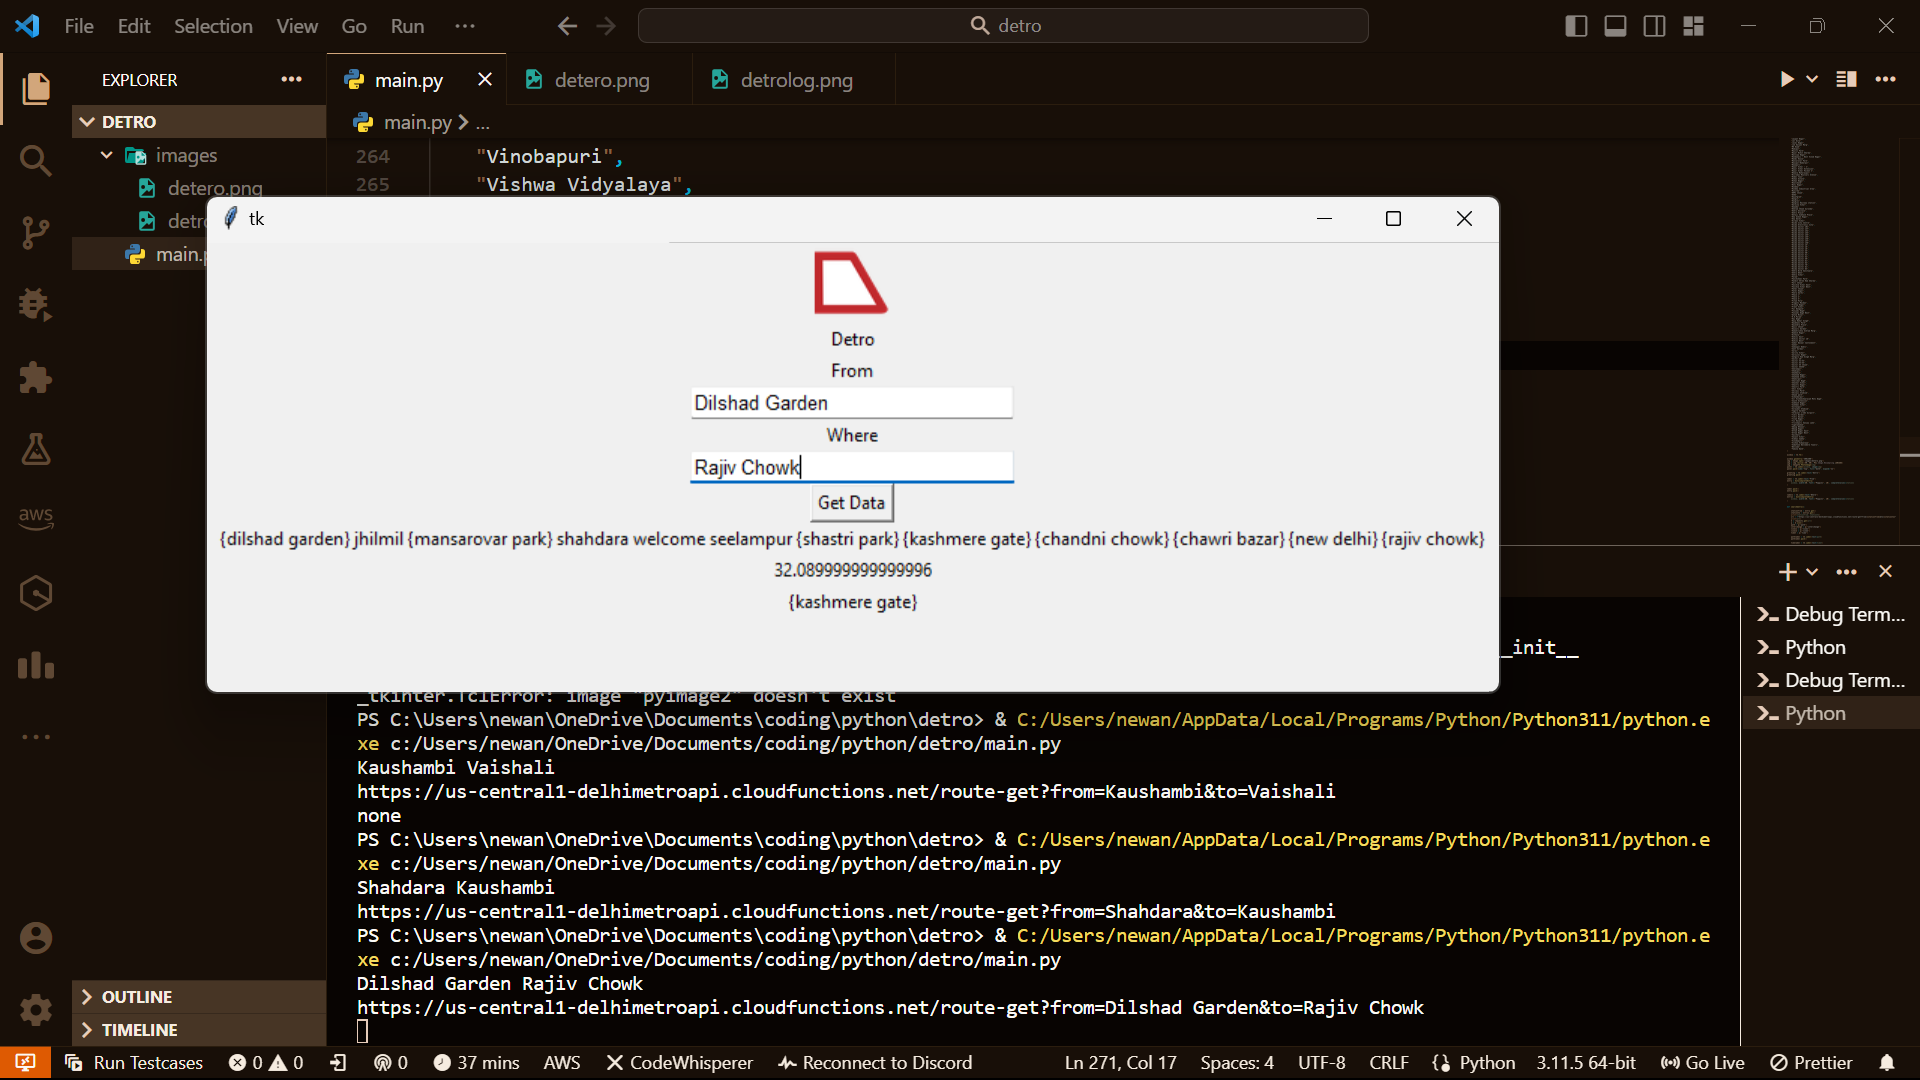 File Edit Selection View Go Run ··· detro
EXPLORER ···
main.py
detero.png
detrolog.png
DETRO
main.py > ...
images
264 "Vinobapuri",
detero.png
265 "Vishwa Vidyalaya",
detro
main.p
tk
Detro
From
Dilshad Garden
Where
Rajiv Chowk
Get Data
{dilshad garden} jhilmil {mansarovar park} shahdara welcome seelampur {shastri park} {kashmere gate} {chandni chowk} {chawri bazar} {new delhi} {rajiv chowk}
32.089999999999996
{kashmere gate}
aws
__init__
_tkinter.TclError: image "pyimage2" doesn't exist
PS C:\Users\newan\OneDrive\Documents\coding\python\detro> & C:/Users/newan/AppData/Local/Programs/Python/Python311/python.e
xe c:/Users/newan/OneDrive/Documents/coding/python/detro/main.py
Kaushambi Vaishali
https://us-central1-delhimetroapi.cloudfunctions.net/route-get?from=Kaushambi&to=Vaishali
none
PS C:\Users\newan\OneDrive\Documents\coding\python\detro> & C:/Users/newan/AppData/Local/Programs/Python/Python311/python.e
xe c:/Users/newan/OneDrive/Documents/coding/python/detro/main.py
Shahdara Kaushambi
https://us-central1-delhimetroapi.cloudfunctions.net/route-get?from=Shahdara&to=Kaushambi
PS C:\Users\newan\OneDrive\Documents\coding\python\detro> & C:/Users/newan/AppData/Local/Programs/Python/Python311/python.e
xe c:/Users/newan/OneDrive/Documents/coding/python/detro/main.py
Dilshad Garden Rajiv Chowk
https://us-central1-delhimetroapi.cloudfunctions.net/route-get?from=Dilshad Garden&to=Rajiv Chowk
Debug Term...
Python
Debug Term...
Python
OUTLINE
TIMELINE
Run Testcases 0 0 0 37 mins AWS CodeWhisperer Reconnect to Discord Ln 271, Col 17 Spaces: 4 UTF-8 CRLF Python 3.11.5 64-bit Go Live Prettier